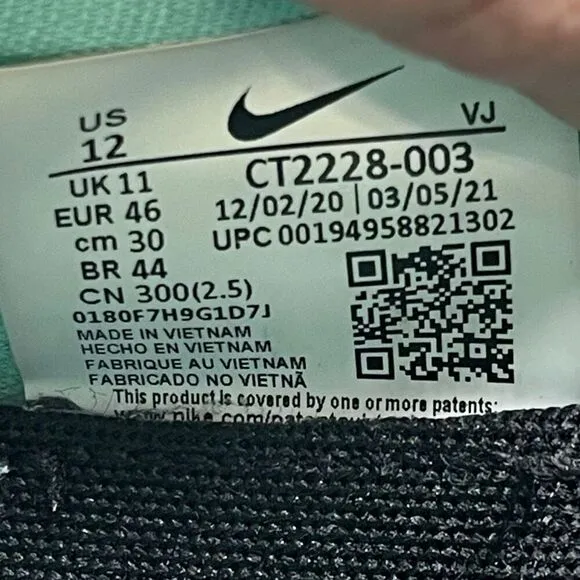 US
12
VJ
UK 11
CT2228-003
EUR 46
12/02/20 | 03/05/21
cm 30
UPC 00194958821302
BR 44
CN 300(2.5)
0180F7H9G1D7J
MADE IN VIETNAM
HECHO EN VIETNAM
FABRIQUE AU VIETNAM
FABRICADO NO VIETNÃ
This product is covered by one or more patents: